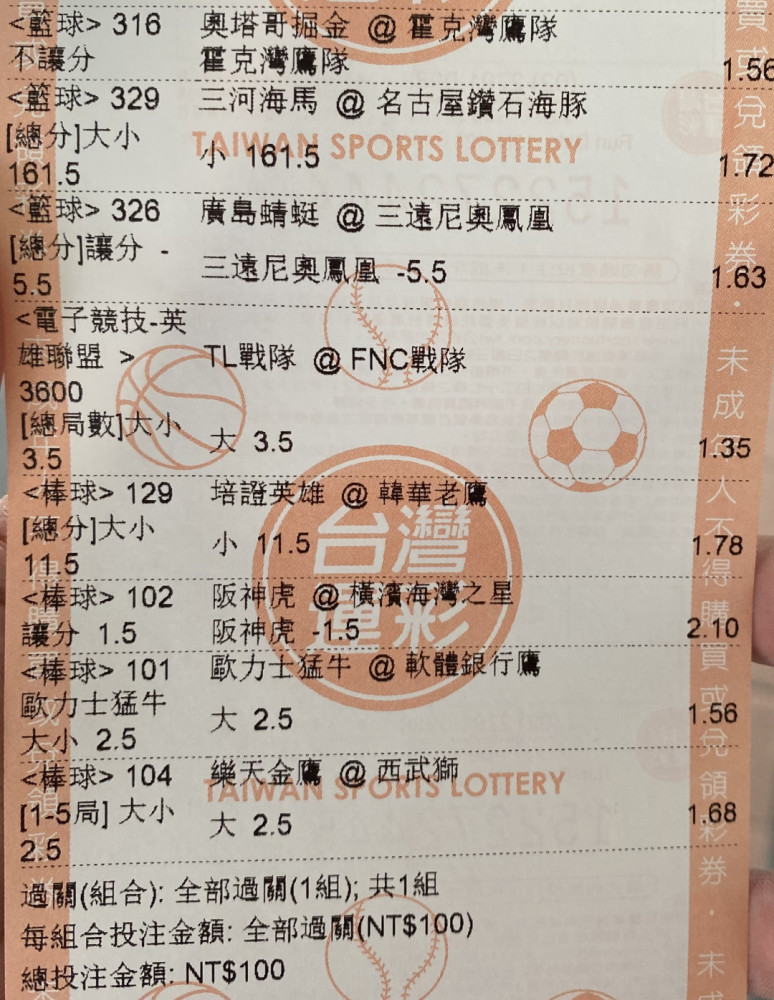 <籃球> 316 奧塔哥掘金 @ 霍克灣鷹隊
不讓分 霍克灣鷹隊 1.56
<籃球> 329 三河海馬 @ 名古屋鑽石海豚
[總分]大小
161.5 小 161.5 1.72
TAIWAN SPORTS LOTTERY
<籃球> 326 廣島蜻蜓 @ 三遠尼奧鳳凰
[總分]讓分 -
5.5 三遠尼奧鳳凰 -5.5 1.63
<電子競技-英
雄聯盟 > TL戰隊 @ FNC戰隊
3600
[總局數]大小
3.5 大 3.5 1.35
<棒球> 129 培證英雄 @ 韓華老鷹
[總分]大小
11.5 小 11.5 1.78
台灣
運彩
<棒球> 102 阪神虎 @ 橫濱海灣之星
讓分 1.5 阪神虎 -1.5 2.10
<棒球> 101 歐力士猛牛 @ 軟體銀行鷹
歐力士猛牛
大小 2.5 大 2.5 1.56
<棒球> 104 樂天金鷹 @ 西武獅
TAIWAN SPORTS LOTTERY
[1-5局] 大小
2.5 大 2.5 1.68
過關(組合): 全部過關(1組); 共1組
每組合投注金額: 全部過關(NT$100)
總投注金額: NT$100
買或兌領彩券．未成年人不得購買或兌領彩券．未